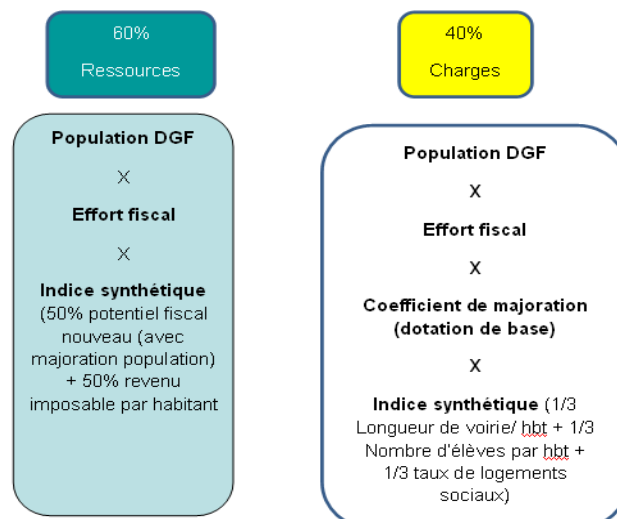 60%
Ressources
40%
Charges
Population DGF
X
Effort fiscal
X
Indice synthétique
(50% potentiel fiscal
nouveau (avec
majoration population)
+ 50% revenu
imposable par habitant
Population DGF
X
Effort fiscal
X
Coefficient de majoration
(dotation de base)
X
Indice synthétique (1/3
Longueur de voirie/ hbt + 1/3
Nombre d'élèves par hbt +
1/3 taux de logements
sociaux)